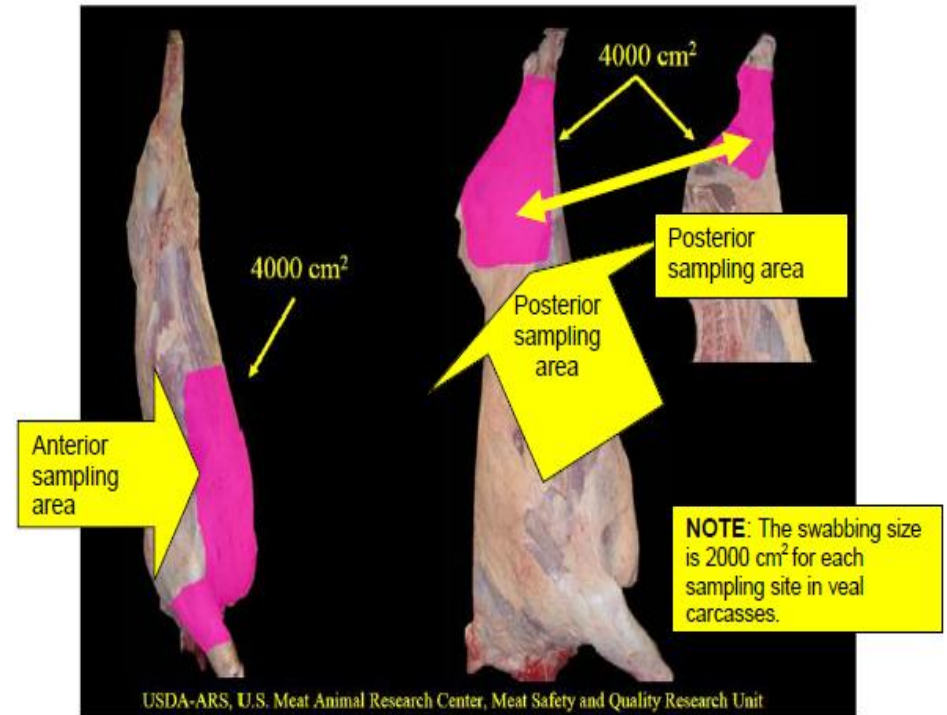 4000 cm²
4000 cm²
Posterior
sampling area
Posterior
sampling
area
Anterior
sampling
area
NOTE: The swabbing size
is 2000 cm² for each
sampling site in veal
carcasses.
USDA-ARS, U.S. Meat Animal Research Center, Meat Safety and Quality Research Unit